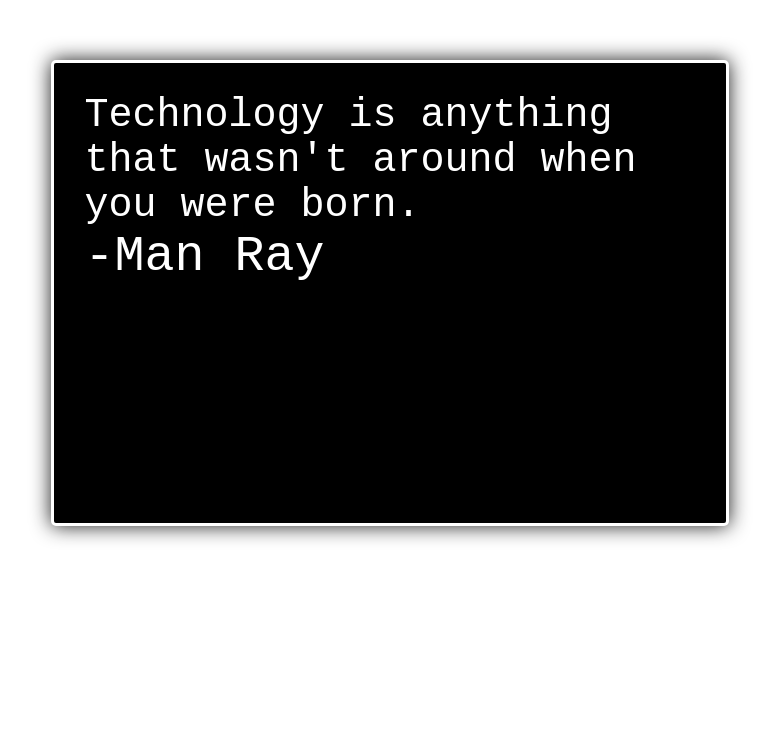 Technology is anything
that wasn't around when
you were born.
-Man Ray